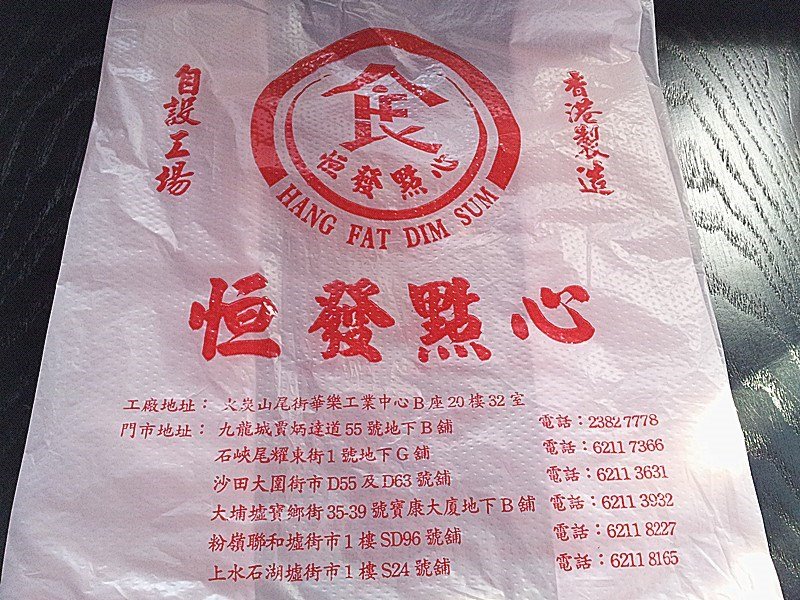 自設工場
食
恒發點心
HANG FAT DIM SUM
香港製造
恒發點心
工廠地址：火炭山尾街華樂工業中心B座20樓32室
門市地址：九龍城賈炳達道55號地下B舖 電話：2382 7778
石峽尾耀東街1號地下G舖 電話：6211 7366
沙田大圍街市D55及D63號舖 電話：6211 3631
大埔墟寶鄉街35-39號寶康大廈地下B舖 電話：6211 3932
粉嶺聯和墟街市1樓SD96號舖 電話：6211 8227
上水石湖墟街市1樓S24號舖 電話：6211 8165